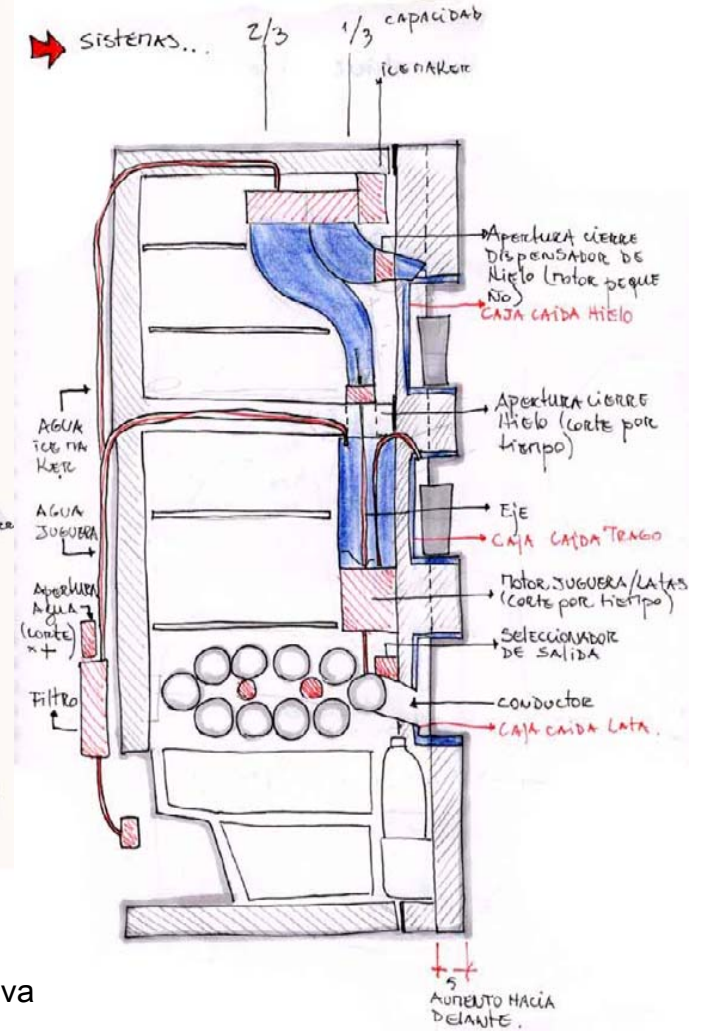 SISTEMAS...
2/3 1/3 CAPACIDAD
ICEMAKER
APERTURA CIERRE
DISPENSADOR DE
HIELO (MOTOR PEQUE
ÑO)
CAJA CAÍDA HIELO
APERTURA CIERRE
HIELO (CORTE POR
TIEMPO)
AGUA
ICE MA
KER
AGUA
JUGUERA
EJE
CAJA CAIDA TRAGO
APERTURA
AGUA
(CORTE)
x t
MOTOR JUGUERA/LATAS
(CORTE POR TIEMPO)
SELECCIONADOR
DE SALIDA
FILTRO
CONDUCTOR
CAJA CAIDA LATA.
va
5
AUMENTO HACIA
DELANTE.